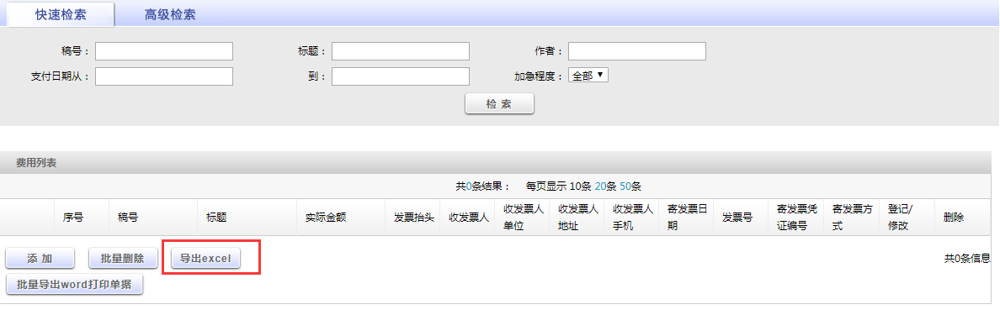 快速检索 高级检索
稿号： 标题： 作者：
支付日期从： 到： 加急程度： 全部
检 索
费用列表
共0条结果： 每页显示 10条 20条 50条
序号 稿号 标题 实际金额 发票抬头 收发票人 收发票人单位 收发票人地址 收发票人手机 寄发票日期 发票号 寄发票凭证编号 寄发票方式 登记/修改 删除
添 加 批量删除 导出excel 共0条信息
批量导出word打印单据